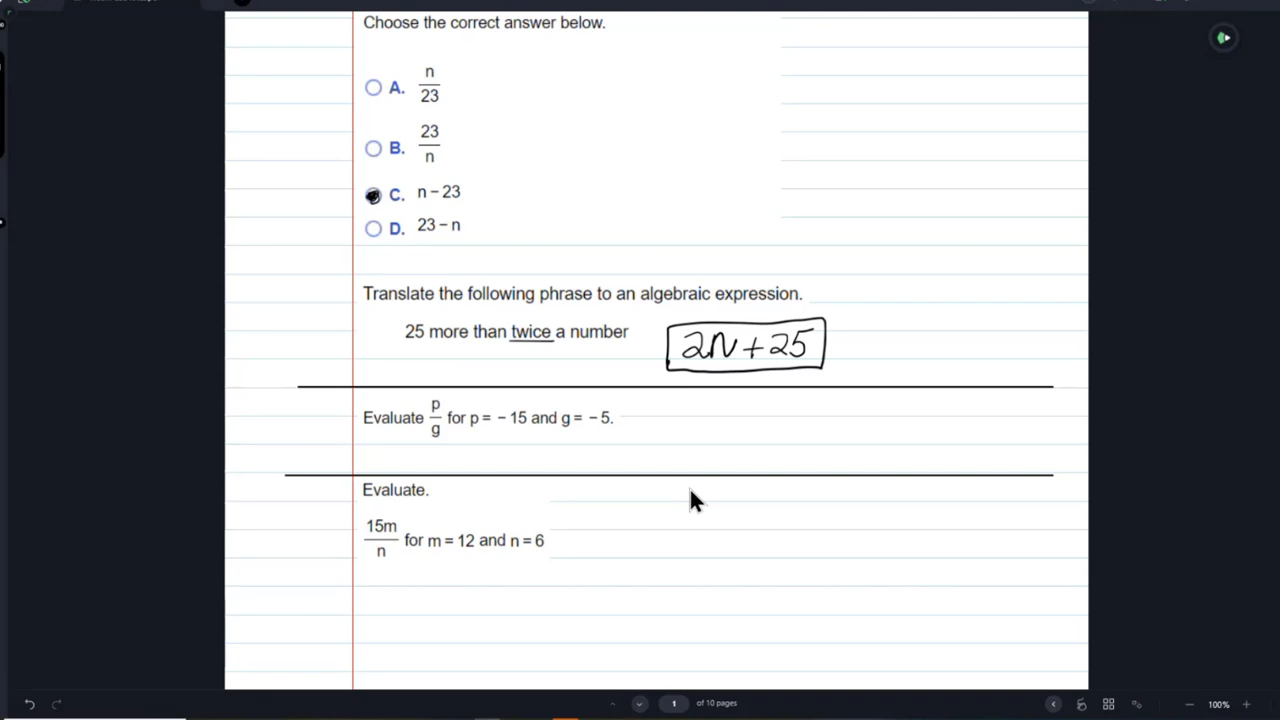 Choose the correct answer below.
A. n/23
B. 23/n
C. n − 23
D. 23 − n
Translate the following phrase to an algebraic expression.
25 more than twice a number 2N+25
Evaluate p/g for p = − 15 and g = − 5.
Evaluate.
15m/n for m = 12 and n = 6
1 of 10 pages
100%